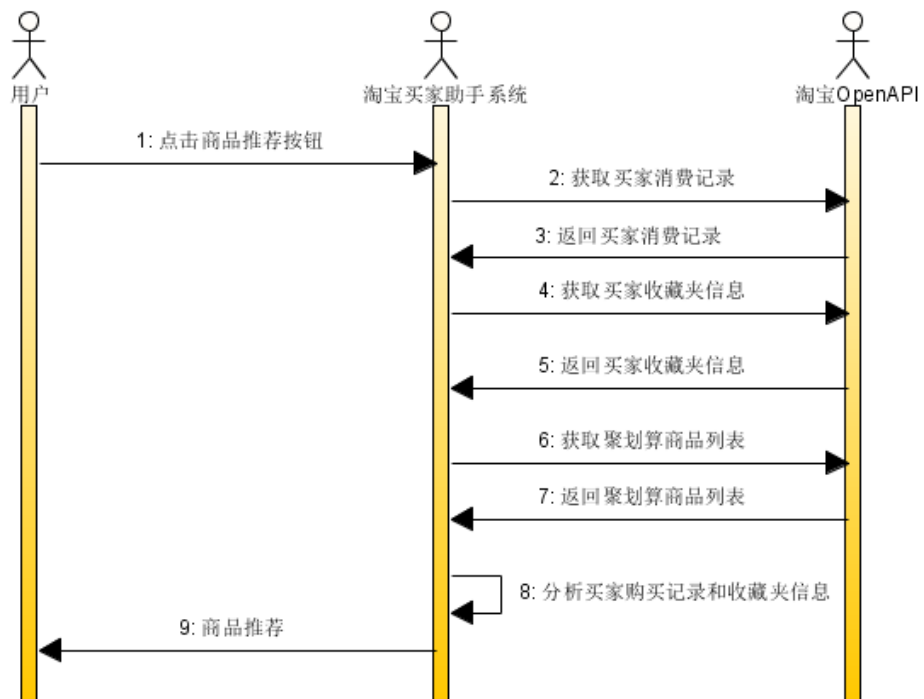 用户
淘宝买家助手系统
淘宝OpenAPI
1: 点击商品推荐按钮
2: 获取买家消费记录
3: 返回买家消费记录
4: 获取买家收藏夹信息
5: 返回买家收藏夹信息
6: 获取聚划算商品列表
7: 返回聚划算商品列表
8: 分析买家购买记录和收藏夹信息
9: 商品推荐